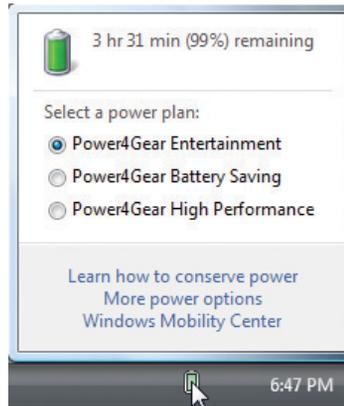 3 hr 31 min (99%) remaining
Select a power plan:
Power4Gear Entertainment
Power4Gear Battery Saving
Power4Gear High Performance
Learn how to conserve power
More power options
Windows Mobility Center
6:47 PM